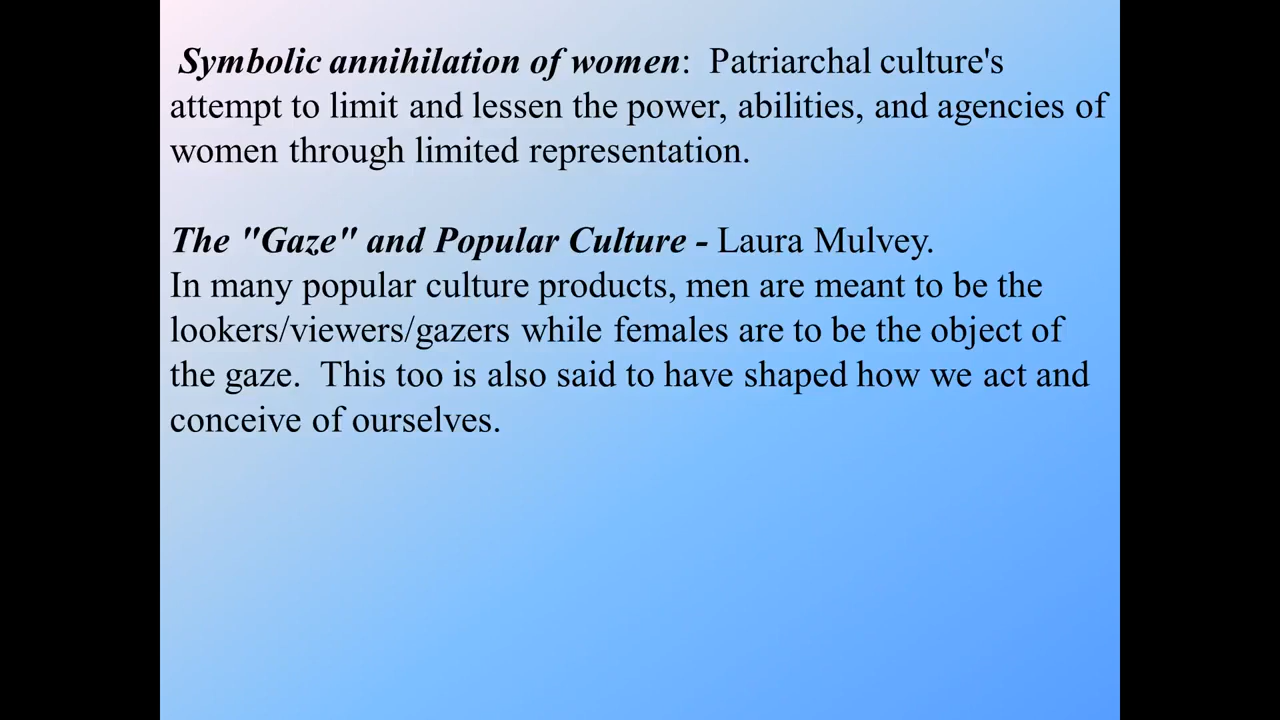 Symbolic annihilation of women:  Patriarchal culture's
attempt to limit and lessen the power, abilities, and agencies of
women through limited representation.
The "Gaze" and Popular Culture - Laura Mulvey.
In many popular culture products, men are meant to be the
lookers/viewers/gazers while females are to be the object of
the gaze.  This too is also said to have shaped how we act and
conceive of ourselves.